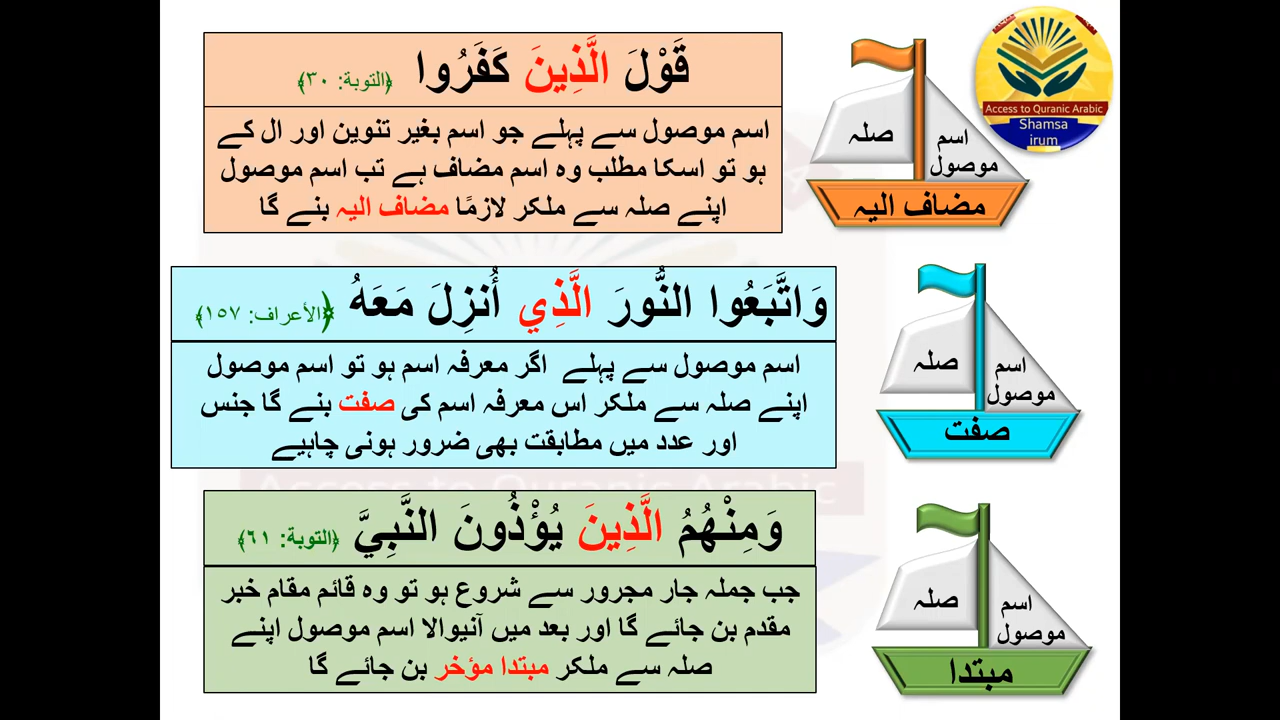 قَوْلَ الَّذِينَ كَفَرُوا ﴿التوبة: ٣٠﴾
اسم موصول سے پہلے جو اسم بغیر تنوین اور ال کے
ہو تو اسکا مطلب وہ اسم مضاف ہے تب اسم موصول
اپنے صلہ سے ملکر لازمًا مضاف الیہ بنے گا
اسم
موصول
صلہ
مضاف الیہ
Access to Quranic Arabic
Shamsa
irum
وَاتَّبَعُوا النُّورَ الَّذِي أُنزِلَ مَعَهُ ﴿الأعراف: ١٥٧﴾
اسم موصول سے پہلے اگر معرفہ اسم ہو تو اسم موصول
اپنے صلہ سے ملکر اس معرفہ اسم کی صفت بنے گا جنس
اور عدد میں مطابقت بھی ضرور ہونی چاہیے
اسم
موصول
صلہ
صفت
وَمِنْهُمُ الَّذِينَ يُؤْذُونَ النَّبِيَّ ﴿التوبة: ٦١﴾
جب جملہ جار مجرور سے شروع ہو تو وہ قائم مقام خبر
مقدم بن جائے گا اور بعد میں آنیوالا اسم موصول اپنے
صلہ سے ملکر مبتدا مؤخر بن جائے گا
اسم
موصول
صلہ
مبتدا
Access to Quranic Arabic